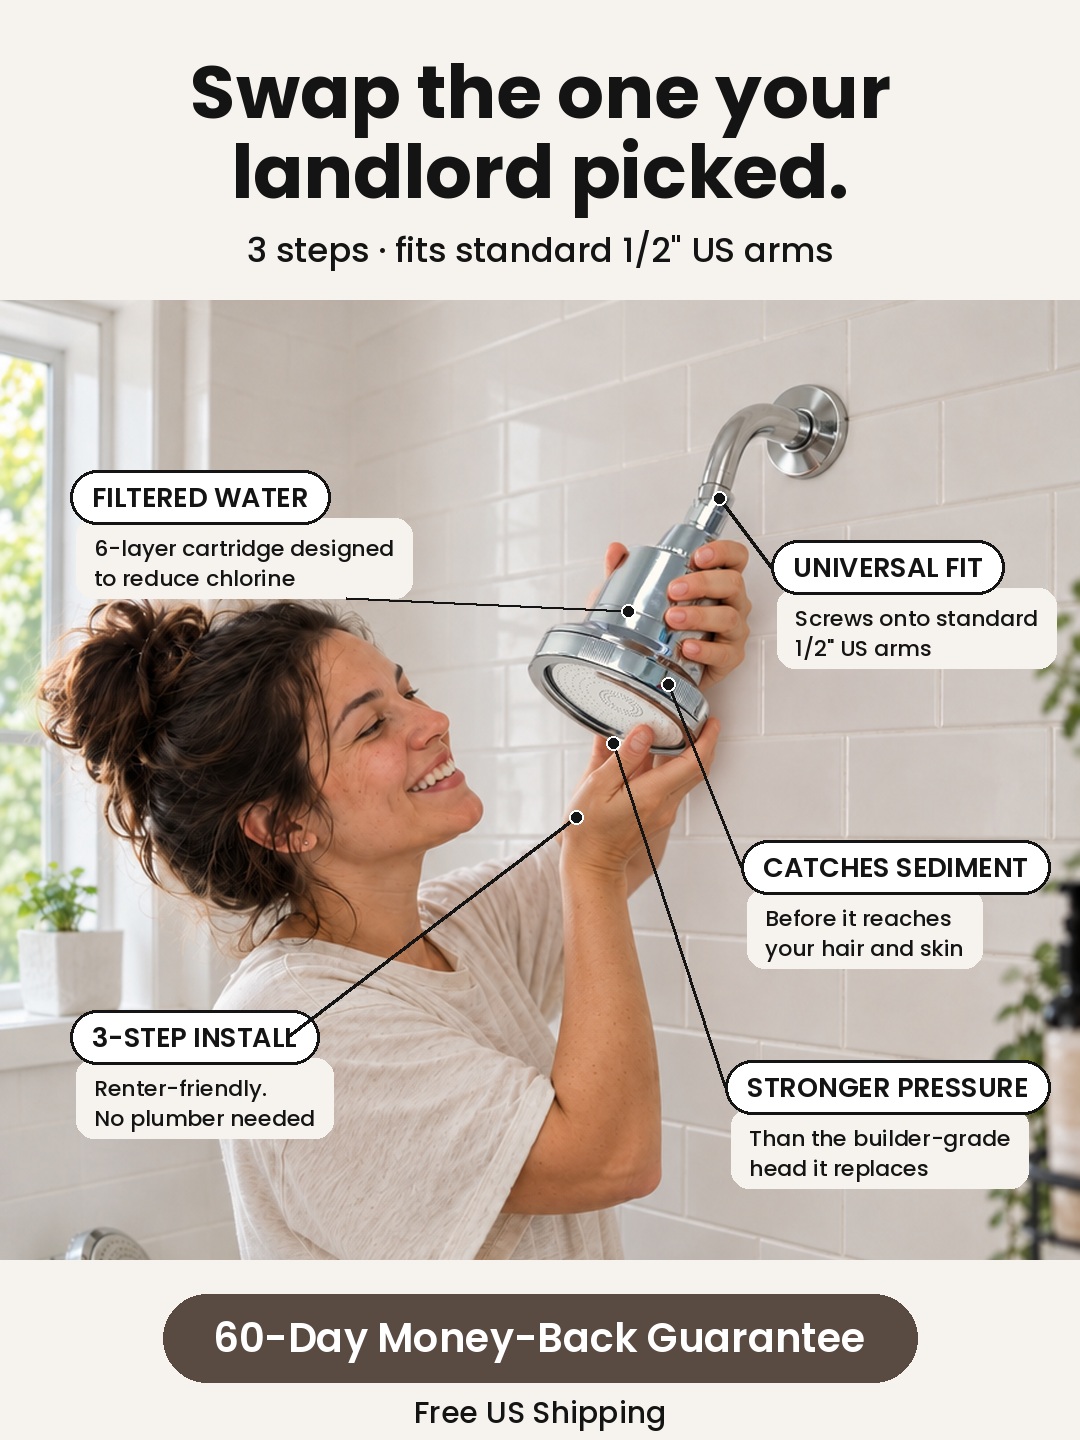 Swap the one your
landlord picked.
3 steps · fits standard 1/2" US arms
FILTERED WATER
6-layer cartridge designed
to reduce chlorine
UNIVERSAL FIT
Screws onto standard
1/2" US arms
CATCHES SEDIMENT
Before it reaches
your hair and skin
3-STEP INSTALL
Renter-friendly.
No plumber needed
STRONGER PRESSURE
Than the builder-grade
head it replaces
60-Day Money-Back Guarantee
Free US Shipping